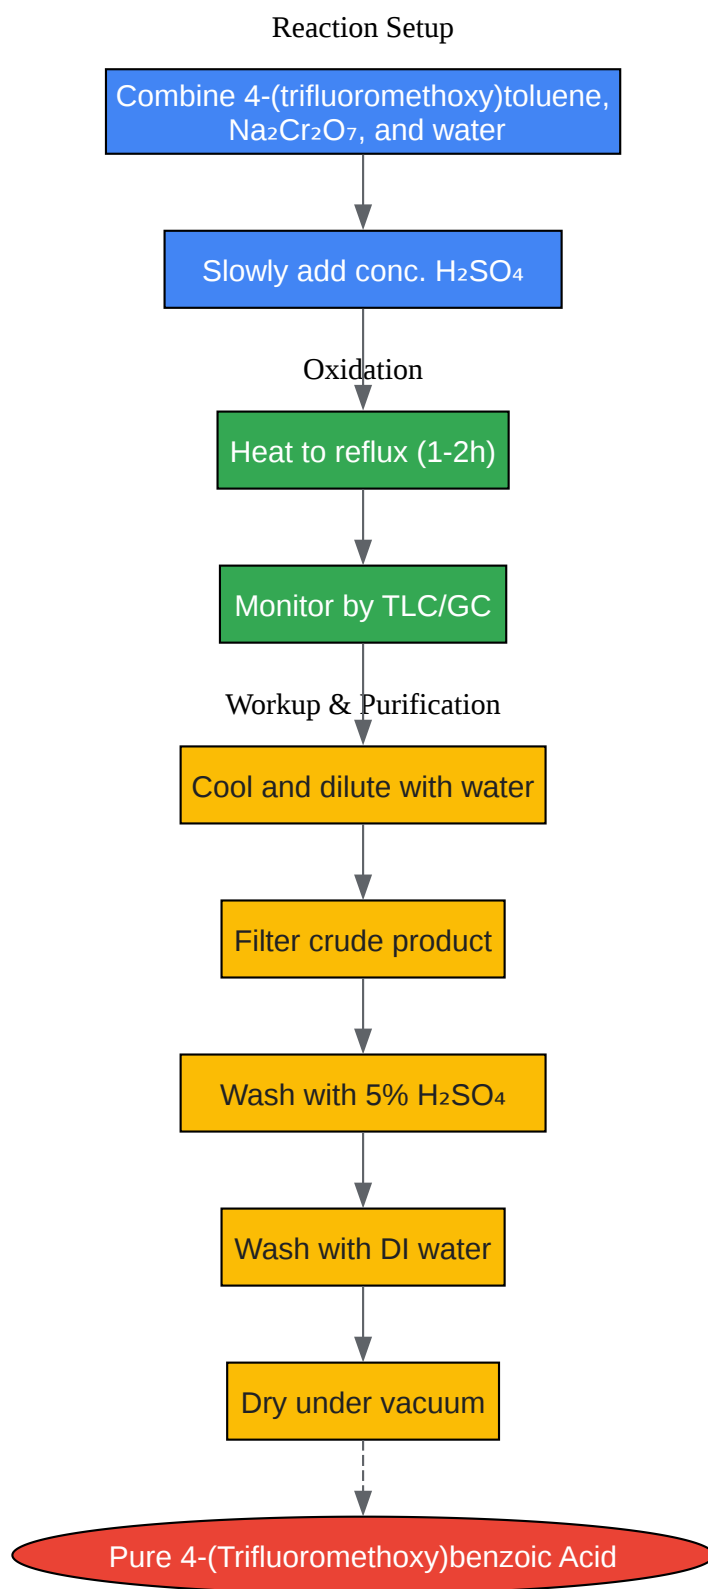 Reaction Setup
Combine 4-(trifluoromethoxy)toluene,
Na₂Cr₂O₇, and water
Slowly add conc. H₂SO₄
Oxidation
Heat to reflux (1-2h)
Monitor by TLC/GC
Workup & Purification
Cool and dilute with water
Filter crude product
Wash with 5% H₂SO₄
Wash with DI water
Dry under vacuum
Pure 4-(Trifluoromethoxy)benzoic Acid